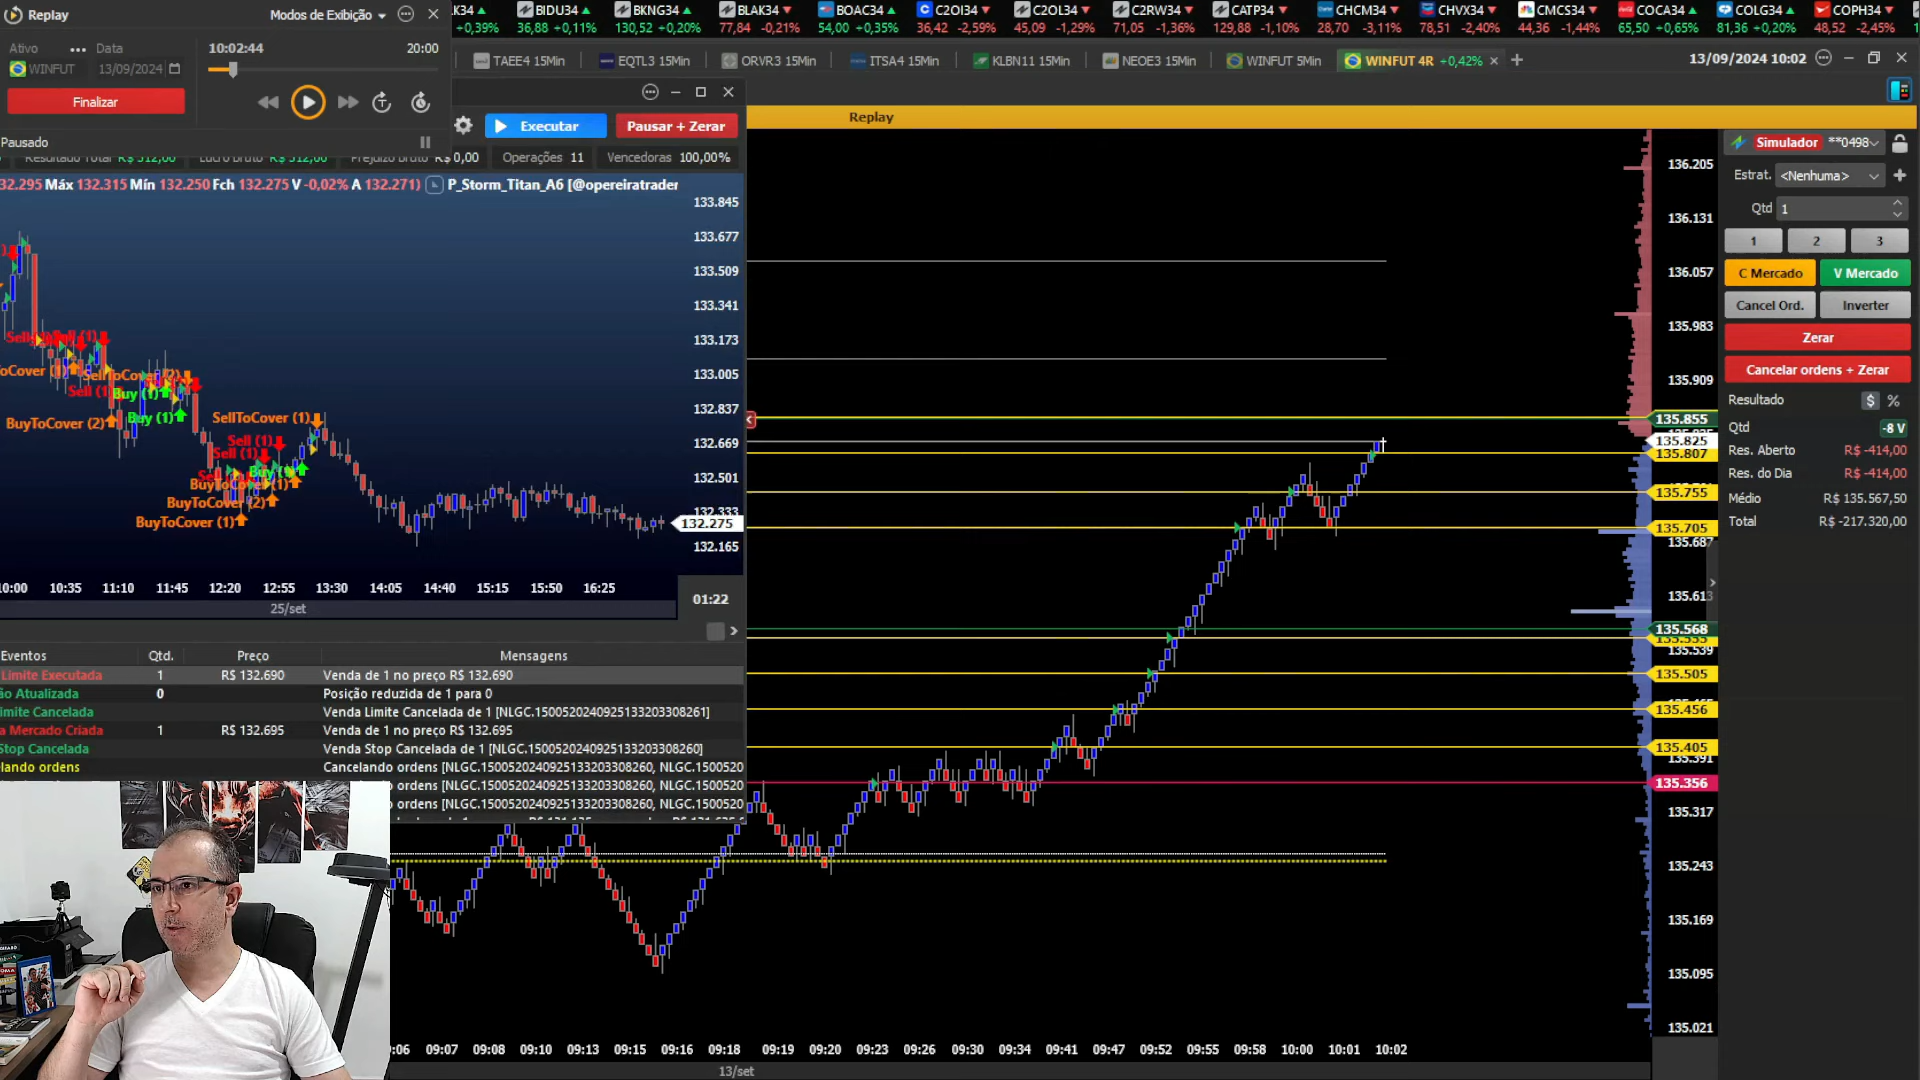 Replay
Modos de Exibição
Ativo
Data
10:02:44
20:00
WINFUT
13/09/2024
Finalizar
Pausado
+0,39%
BIDU34
36,88 +0,11%
BKNG34
130,52 +0,20%
BLAK34
77,84 -0,21%
BOAC34
54,00 +0,35%
C2OI34
36,42 -2,59%
C2OL34
45,09 -1,29%
C2RW34
71,05 -1,36%
CATP34
129,88 -1,10%
CHCM34
28,70 -3,11%
CHVX34
78,51 -2,40%
CMCS34
44,36 -1,44%
COCA34
65,50 +0,65%
COLG34
81,36 +0,20%
COPH34
48,52 -2,45%
TAEE4 15Min
EQTL3 15Min
ORVR3 15Min
ITSA4 15Min
KLBN11 15Min
NEOE3 15Min
WINFUT 5Min
WINFUT 4R +0,42%
13/09/2024 10:02
Executar
Pausar + Zerar
Replay
Resultado Total R$ 512,00 Lucro Bruto R$ 512,00 Prejuízo Bruto R$ 0,00 Operações 11 Vencedoras 100,00%
132.295 Máx 132.315 Mín 132.250 Fch 132.275 V -0,02% A 132.271) P_Storm_Titan_A6 [@opereiratrader
133.845
133.677
133.509
133.341
133.173
133.005
132.837
132.669
132.501
132.333
132.275
132.165
ToCover (1)
SellToCover (2)
Sell (1)
Buy (1)
BuyToCover (2)
Buy (1)
SellToCover (1)
Sell (1)
Sell (1)
BuyToCover (1)
BuyToCover (2)
BuyToCover (1)
10:00 10:35 11:10 11:45 12:20 12:55 13:30 14:05 14:40 15:15 15:50 16:25
25/set
01:22
Eventos Qtd. Preço Mensagens
Limite Executada 1 R$ 132.690 Venda de 1 no preço R$ 132.690
ão Atualizada 0 Posição reduzida de 1 para 0
imite Cancelada Venda Limite Cancelada de 1 [NLGC.15005202409251332033082​61]
a Mercado Criada 1 R$ 132.695 Venda de 1 no preço R$ 132.695
Stop Cancelada Venda Stop Cancelada de 1 [NLGC.15005202409251332033082​60]
lando ordens Cancelando ordens [NLGC.15005202409251332033082​60, NLGC.1500520
do ordens [NLGC.15005202409251332033082​60, NLGC.1500520
do ordens [NLGC.15005202409251332033082​60, NLGC.1500520
136.205
136.131
136.057
135.983
135.909
135.855
135.825
135.807
135.755
135.705
135.687
135.613
135.568
135.539
135.505
135.456
135.405
135.391
135.356
135.317
135.243
135.169
135.095
135.021
:06 09:07 09:08 09:10 09:13 09:15 09:16 09:18 09:19 09:20 09:23 09:26 09:30 09:34 09:41 09:47 09:52 09:55 09:58 10:00 10:01 10:02
13/set
Simulador **0498
Estrat. <Nenhuma>
Qtd 1
1 2 3
C Mercado V Mercado
Cancel Ord. Inverter
Zerar
Cancelar ordens + Zerar
Resultado $ %
Qtd -8 V
Res. Aberto R$ -414,00
Res. do Dia R$ -414,00
Médio R$ 135.567,50
Total R$ -217.320,00